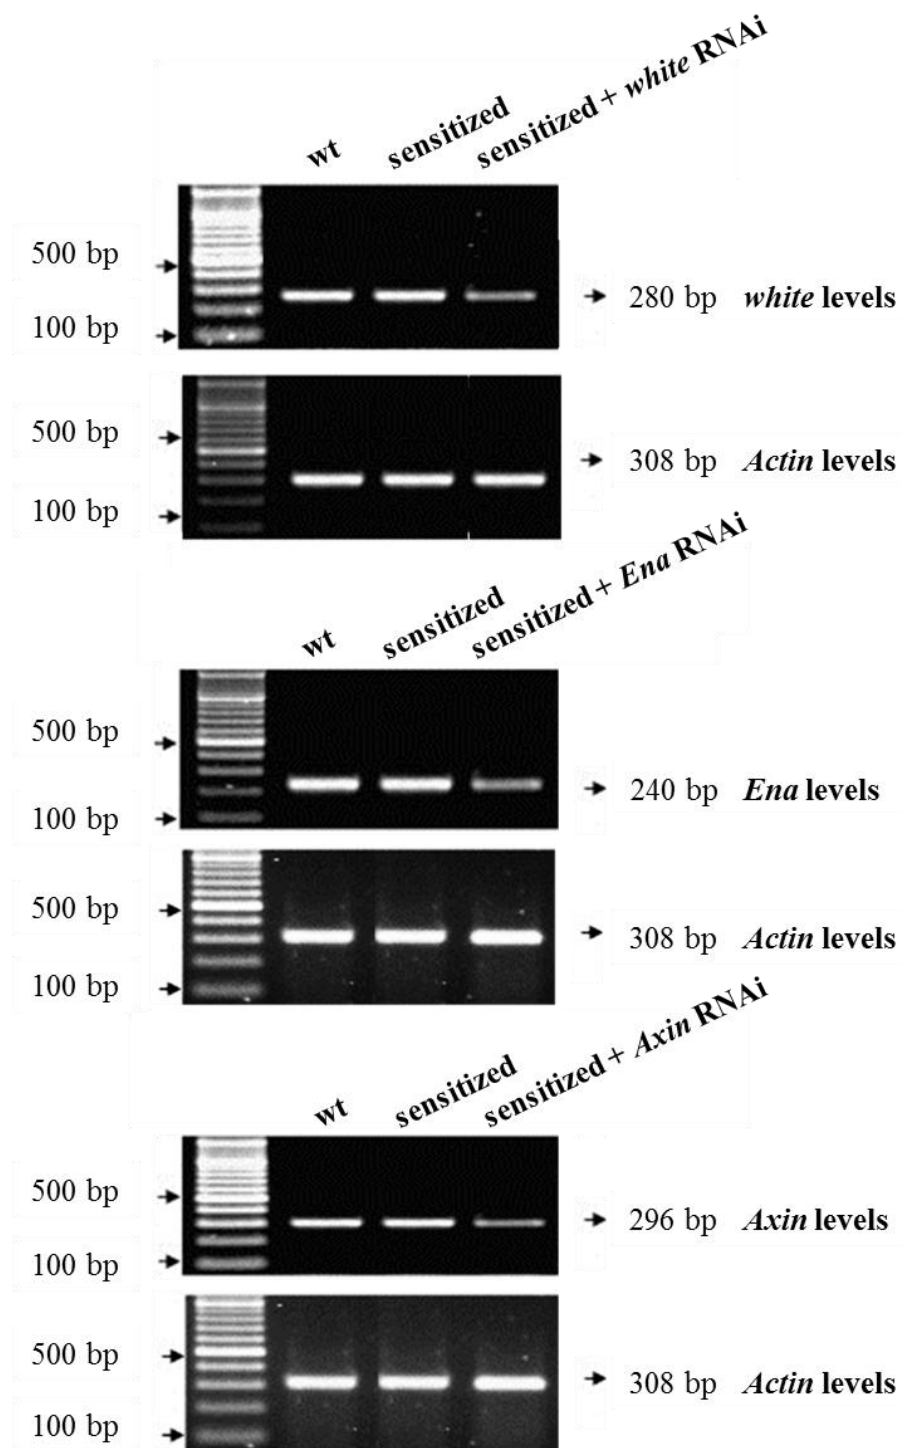 wt
sensitized
sensitized + white RNAi
500 bp
100 bp
280 bp white levels
500 bp
100 bp
308 bp Actin levels
wt
sensitized
sensitized + Ena RNAi
500 bp
100 bp
240 bp Ena levels
500 bp
100 bp
308 bp Actin levels
wt
sensitized
sensitized + Axin RNAi
500 bp
100 bp
296 bp Axin levels
500 bp
100 bp
308 bp Actin levels